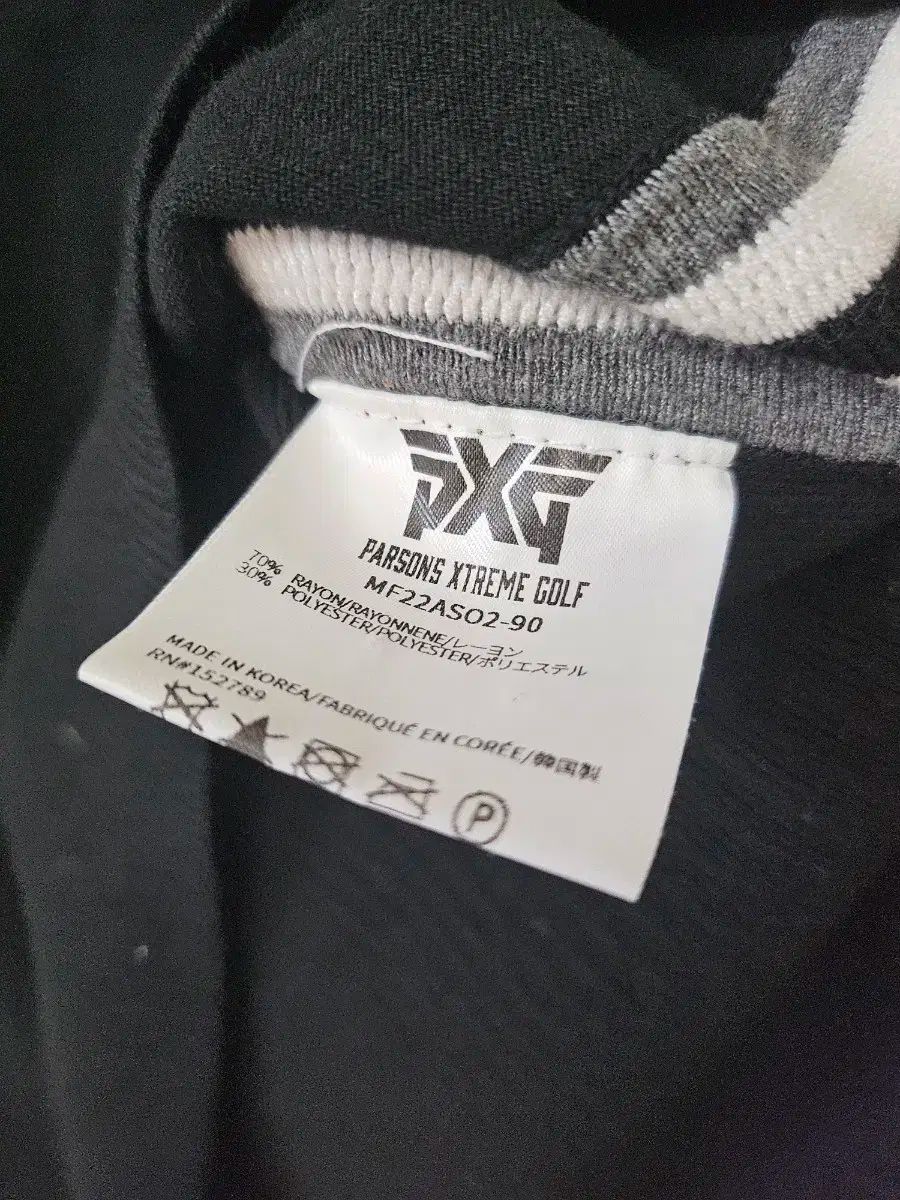 PXG
PARSONS XTREME GOLF
MF22ASO2-90
70% RAYON/RAYONNENE/レーヨン
30% POLYESTER/POLYESTER/ポリエステル
MADE IN KOREA/FABRIQUÉ EN CORÉE/韓国製
RN#152789
P